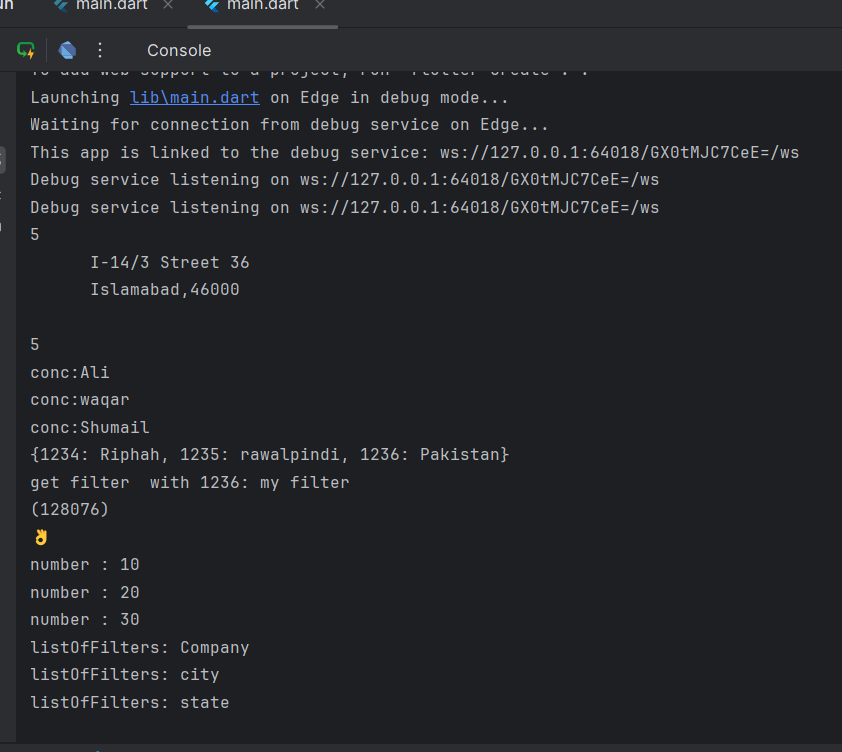 main.dart
main.dart
Console
To add web support to a project, run `flutter create . `.
Launching lib\main.dart on Edge in debug mode...
Waiting for connection from debug service on Edge...
This app is linked to the debug service: ws://127.0.0.1:64018/GX0tMJC7CeE=/ws
Debug service listening on ws://127.0.0.1:64018/GX0tMJC7CeE=/ws
Debug service listening on ws://127.0.0.1:64018/GX0tMJC7CeE=/ws
5
I-14/3 Street 36
Islamabad,46000
5
conc:Ali
conc:waqar
conc:Shumail
{1234: Riphah, 1235: rawalpindi, 1236: Pakistan}
get filter  with 1236: my filter
(128076)
👌
number : 10
number : 20
number : 30
listOfFilters: Company
listOfFilters: city
listOfFilters: state